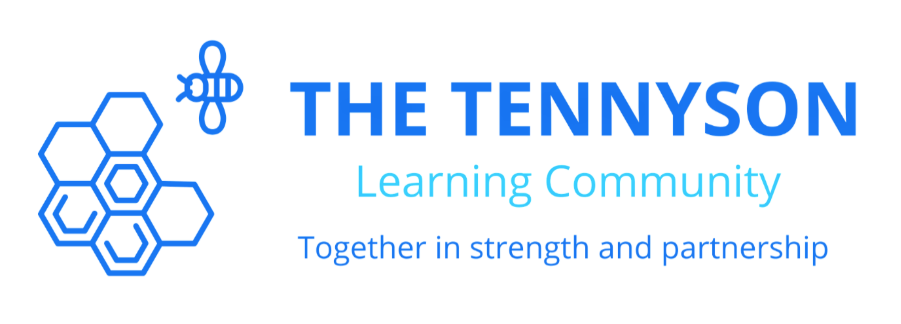 THE TENNYSON
Learning Community
Together in strength and partnership